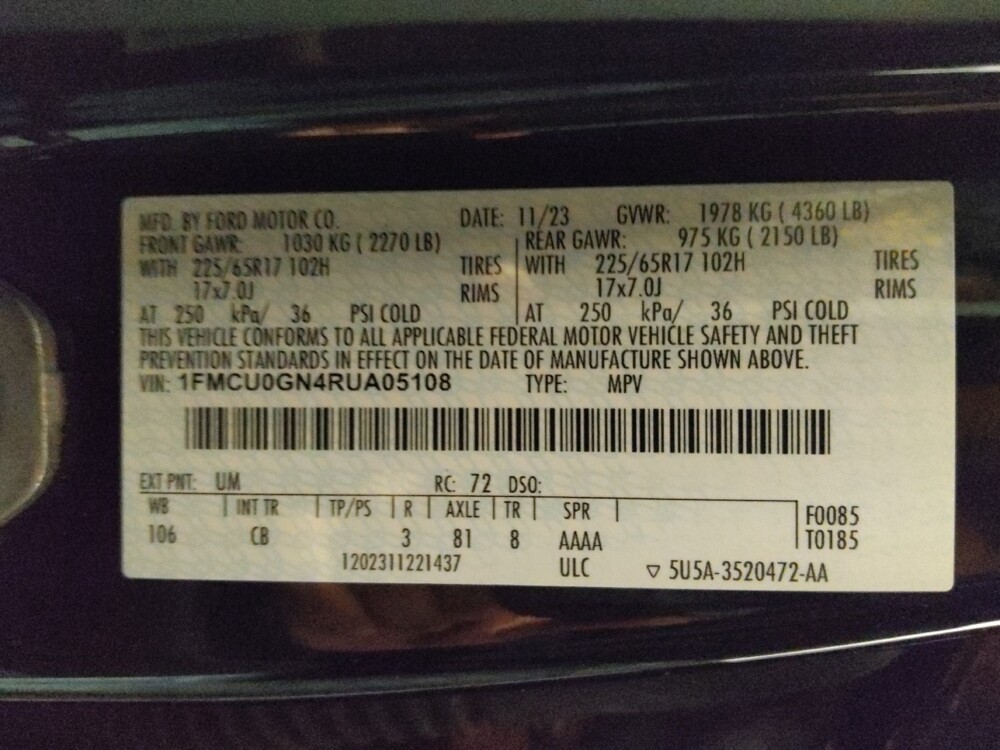 MFD. BY FORD MOTOR CO. DATE: 11/23 GVWR: 1978 KG ( 4360 LB)
FRONT GAWR: 1030 KG ( 2270 LB) REAR GAWR: 975 KG ( 2150 LB)
WITH 225/65R17 102H TIRES WITH 225/65R17 102H TIRES
17x7.0J RIMS 17x7.0J RIMS
AT 250 kPa/ 36 PSI COLD AT 250 kPa/ 36 PSI COLD
THIS VEHICLE CONFORMS TO ALL APPLICABLE FEDERAL MOTOR VEHICLE SAFETY AND THEFT
PREVENTION STANDARDS IN EFFECT ON THE DATE OF MANUFACTURE SHOWN ABOVE.
VIN: 1FMCU0GN4RUA05108 TYPE: MPV
EXT PNT: UM RC: 72 DSO:
WB INT TR TP/PS R AXLE TR SPR F0085
106 CB 3 81 8 AAAA T0185
1202311221437 ULC ▽ 5U5A-3520472-AA